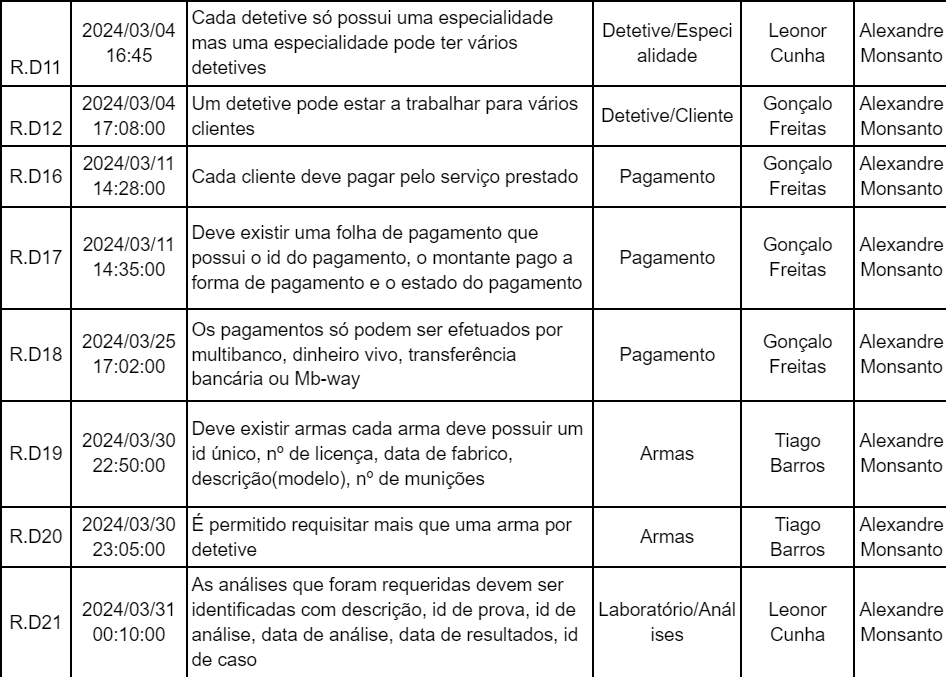 R.D11
2024/03/04
16:45
Cada detetive só possui uma especialidade
mas uma especialidade pode ter vários
detetives
Detetive/Especi
alidade
Leonor
Cunha
Alexandre
Monsanto
R.D12
2024/03/04
17:08:00
Um detetive pode estar a trabalhar para vários
clientes
Detetive/Cliente
Gonçalo
Freitas
Alexandre
Monsanto
R.D16
2024/03/11
14:28:00
Cada cliente deve pagar pelo serviço prestado
Pagamento
Gonçalo
Freitas
Alexandre
Monsanto
R.D17
2024/03/11
14:35:00
Deve existir uma folha de pagamento que
possui o id do pagamento, o montante pago a
forma de pagamento e o estado do pagamento
Pagamento
Gonçalo
Freitas
Alexandre
Monsanto
R.D18
2024/03/25
17:02:00
Os pagamentos só podem ser efetuados por
multibanco, dinheiro vivo, transferência
bancária ou Mb-way
Pagamento
Gonçalo
Freitas
Alexandre
Monsanto
R.D19
2024/03/30
22:50:00
Deve existir armas cada arma deve possuir um
id único, nº de licença, data de fabrico,
descrição(modelo), nº de munições
Armas
Tiago
Barros
Alexandre
Monsanto
R.D20
2024/03/30
23:05:00
É permitido requisitar mais que uma arma por
detetive
Armas
Tiago
Barros
Alexandre
Monsanto
R.D21
2024/03/31
00:10:00
As análises que foram requeridas devem ser
identificadas com descrição, id de prova, id de
análise, data de análise, data de resultados, id
de caso
Laboratório/Anál
ises
Leonor
Cunha
Alexandre
Monsanto